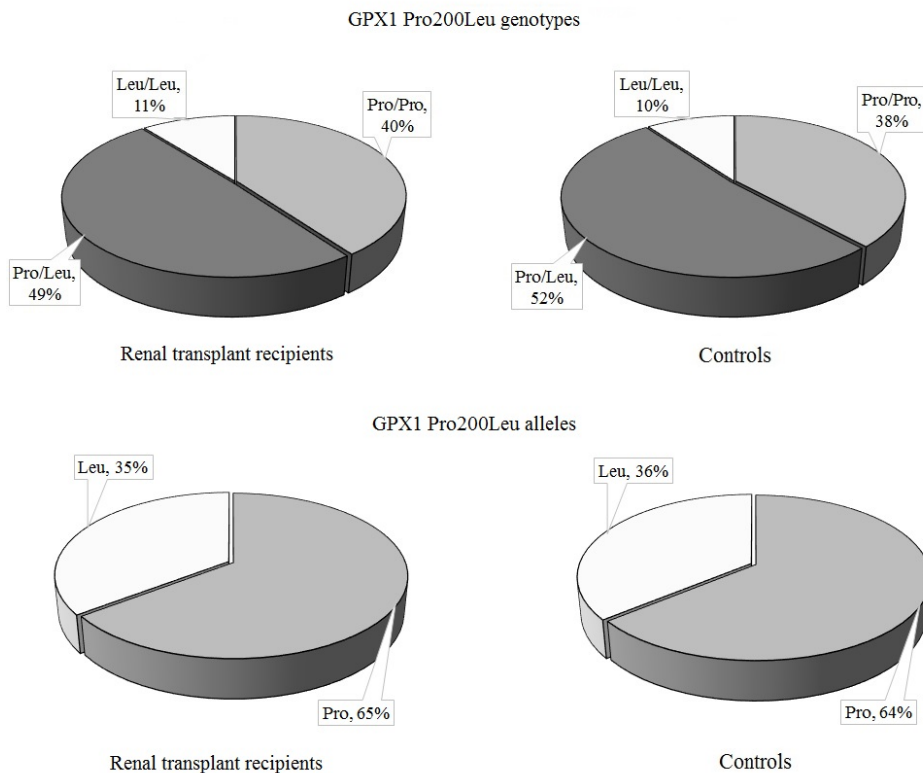 GPX1 Pro200Leu genotypes
Leu/Leu,
11%
Pro/Pro,
40%
Pro/Leu,
49%
Renal transplant recipients
Leu/Leu,
10%
Pro/Pro,
38%
Pro/Leu,
52%
Controls
GPX1 Pro200Leu alleles
Leu, 35%
Pro, 65%
Renal transplant recipients
Leu, 36%
Pro, 64%
Controls